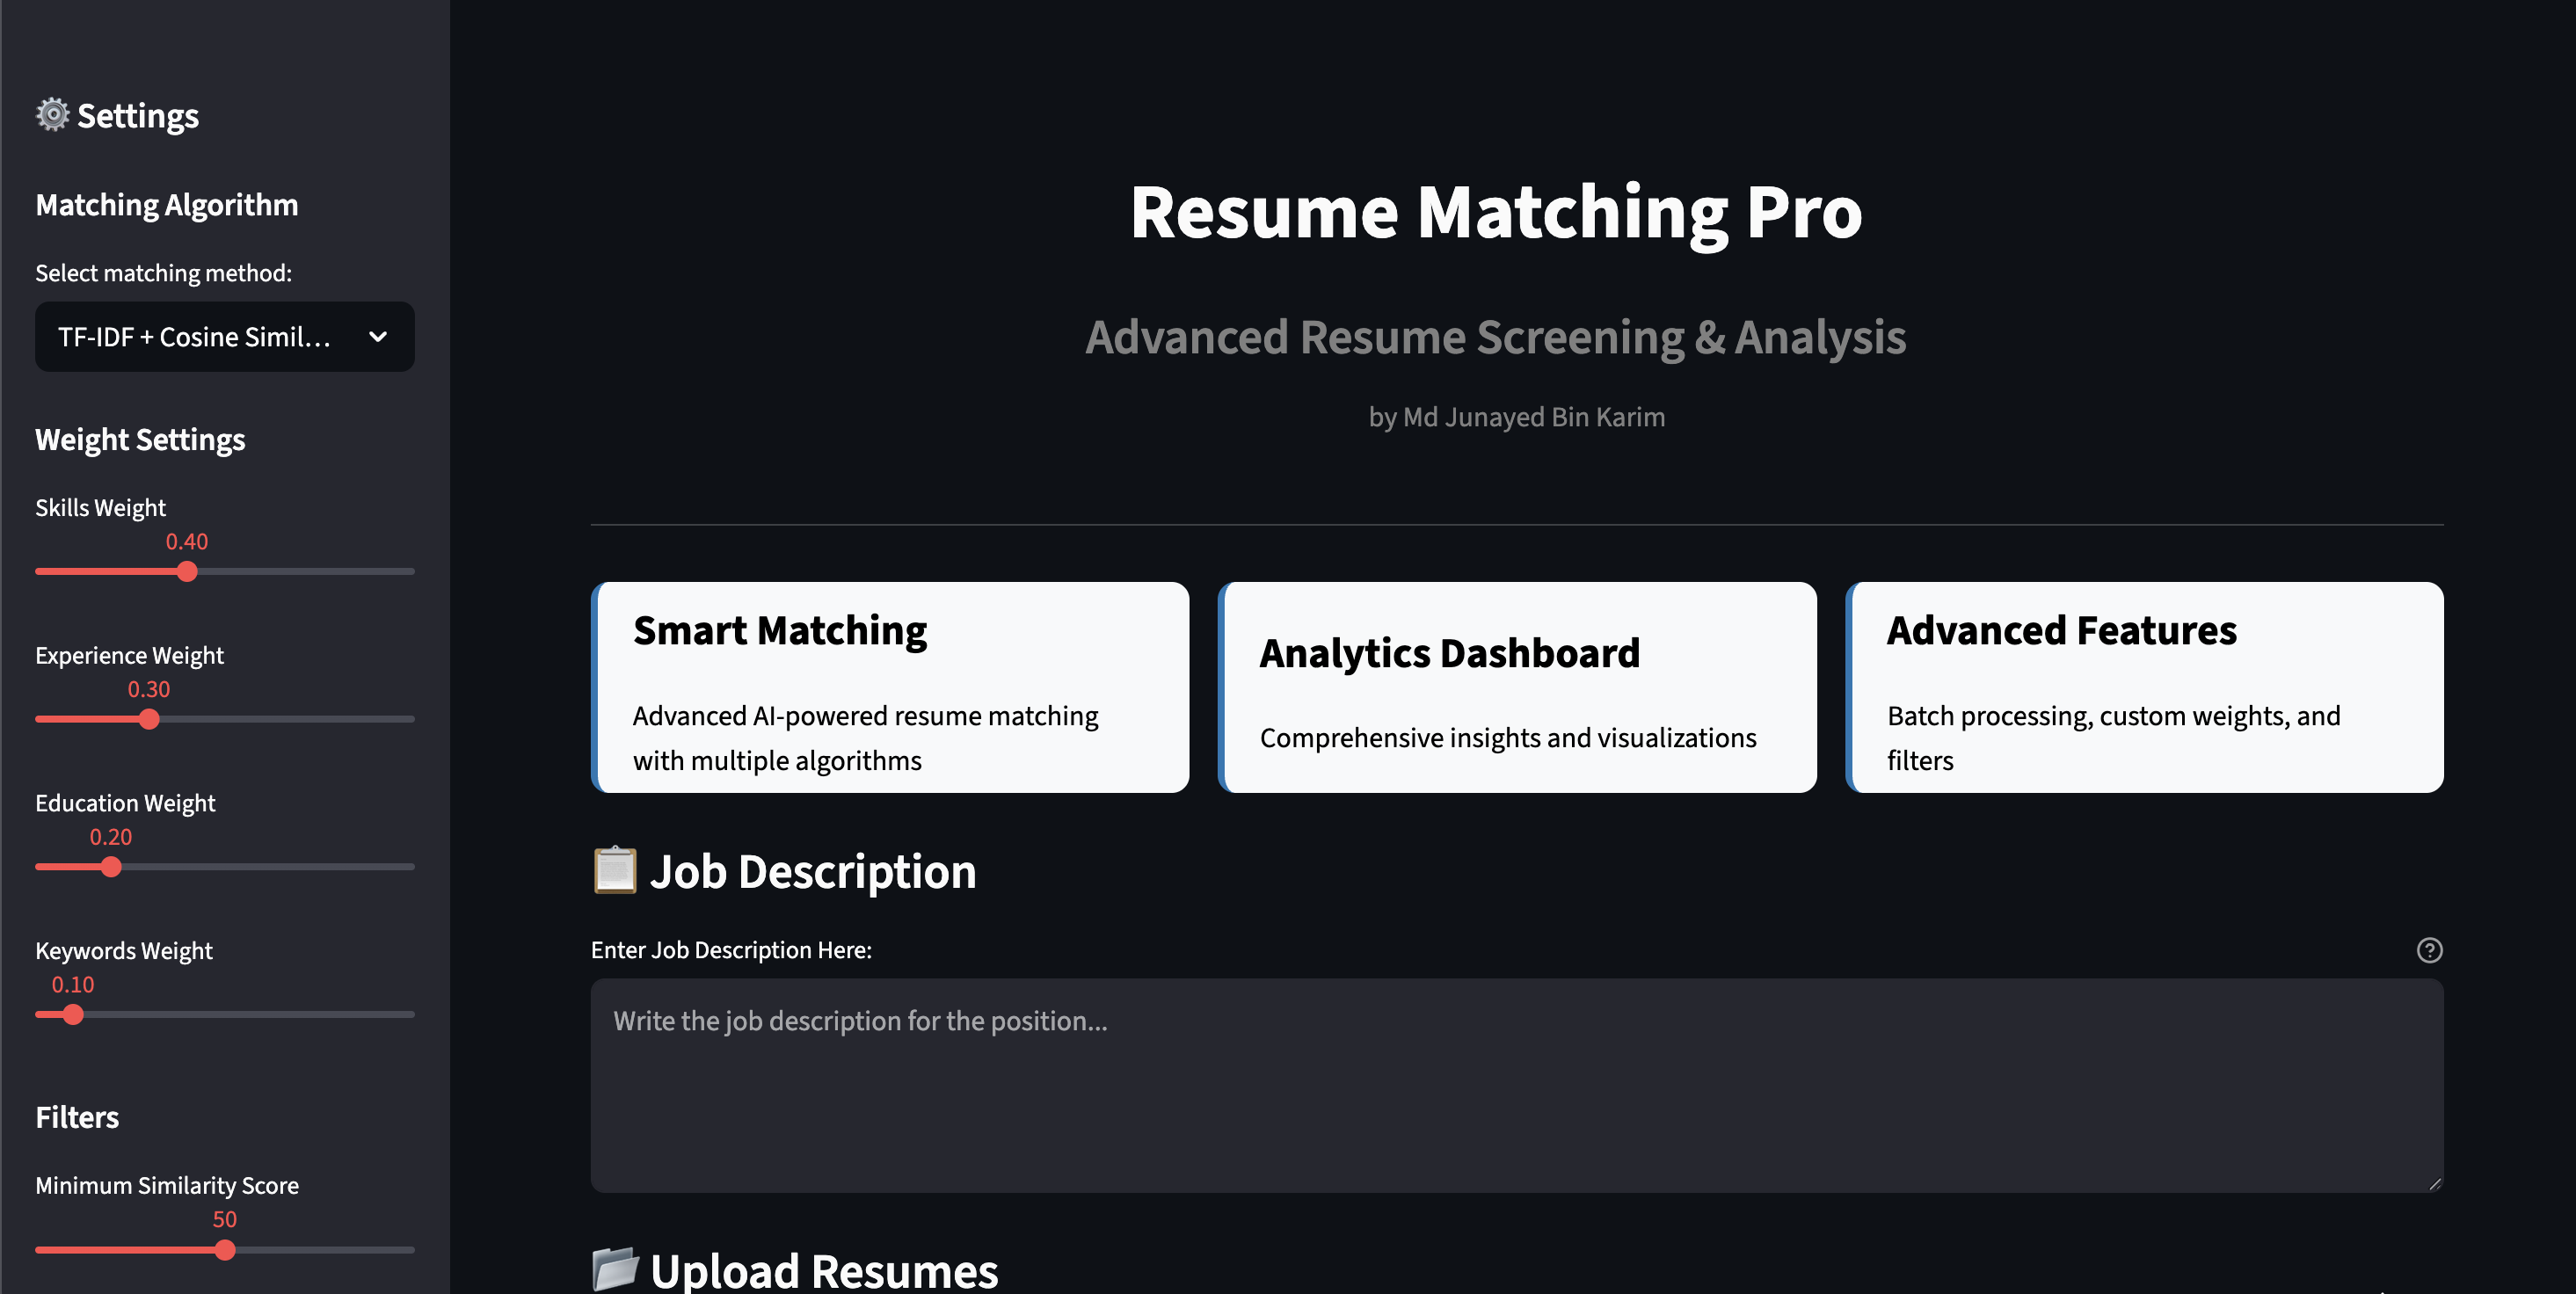 Settings
Matching Algorithm
Select matching method:
TF-IDF + Cosine Simil...
Weight Settings
Skills Weight
0.40
Experience Weight
0.30
Education Weight
0.20
Keywords Weight
0.10
Filters
Minimum Similarity Score
50
Resume Matching Pro
Advanced Resume Screening & Analysis
by Md Junayed Bin Karim
Smart Matching
Advanced AI-powered resume matching
with multiple algorithms
Analytics Dashboard
Comprehensive insights and visualizations
Advanced Features
Batch processing, custom weights, and
filters
Job Description
Enter Job Description Here:
?
Write the job description for the position...
Upload Resumes